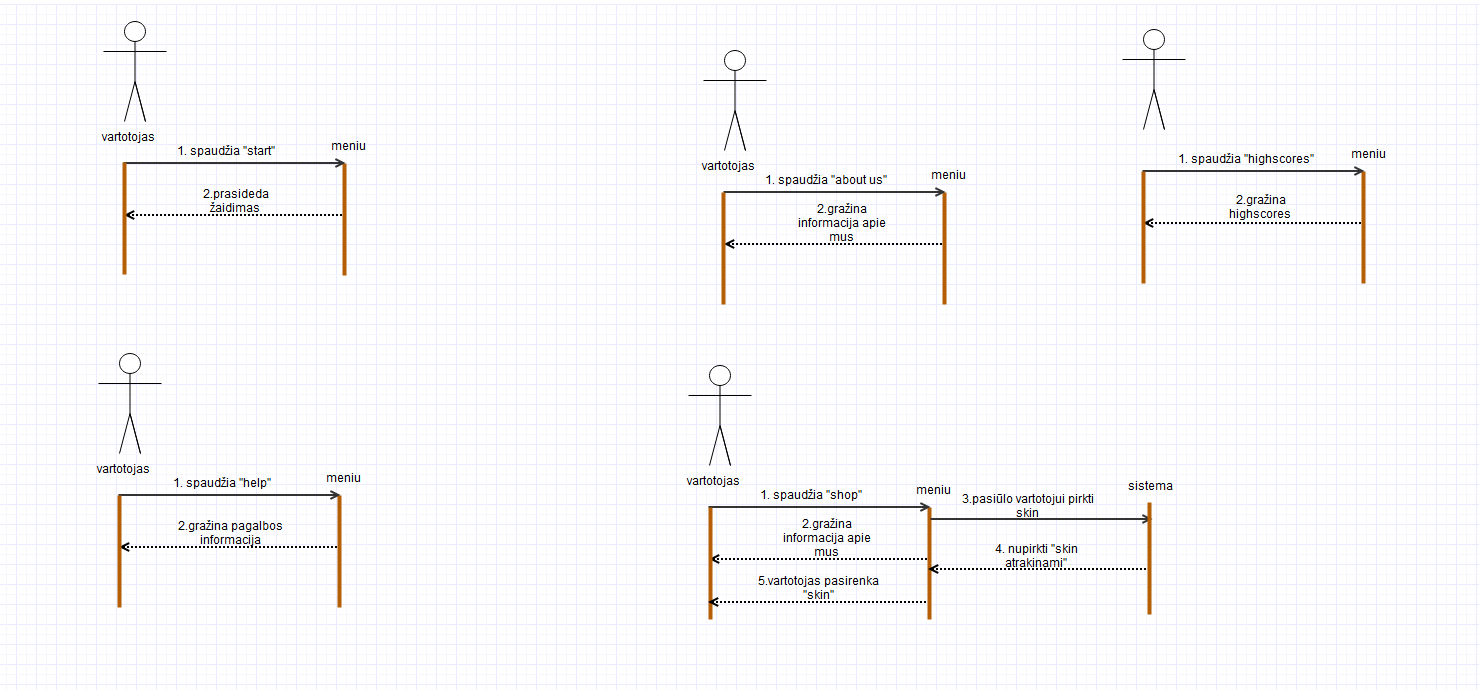 vartotojas
1. spaudžia "start"
meniu
2.prasideda
žaidimas
vartotojas
1. spaudžia "about us"
meniu
2.gražina
informacija apie
mus
1. spaudžia "highscores"
meniu
2.gražina
highscores
vartotojas
1. spaudžia "help"
meniu
2.gražina pagalbos
informacija
vartotojas
1. spaudžia "shop"
meniu
2.gražina
informacija apie
mus
5.vartotojas pasirenka
"skin"
3.pasiūlo vartotojui pirkti
skin
sistema
4. nupirkti "skin
atrakinami"